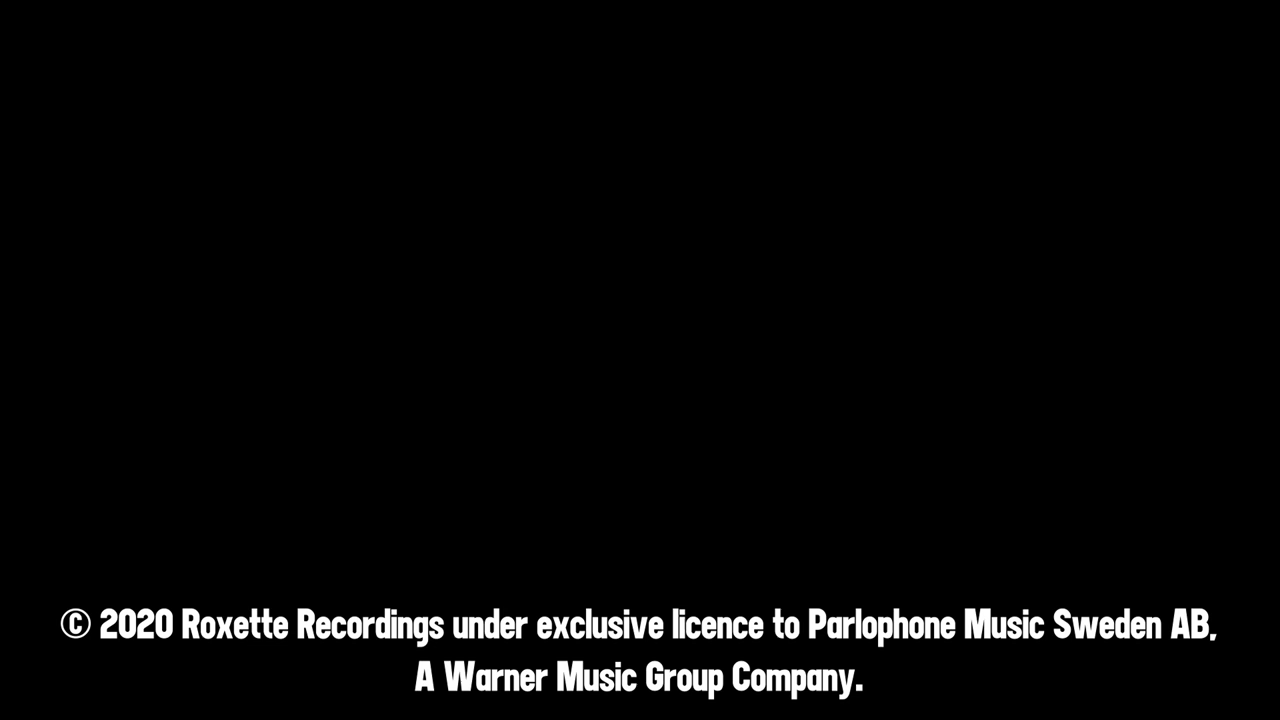 © 2020 Roxette Recordings under exclusive licence to Parlophone Music Sweden AB,
A Warner Music Group Company.